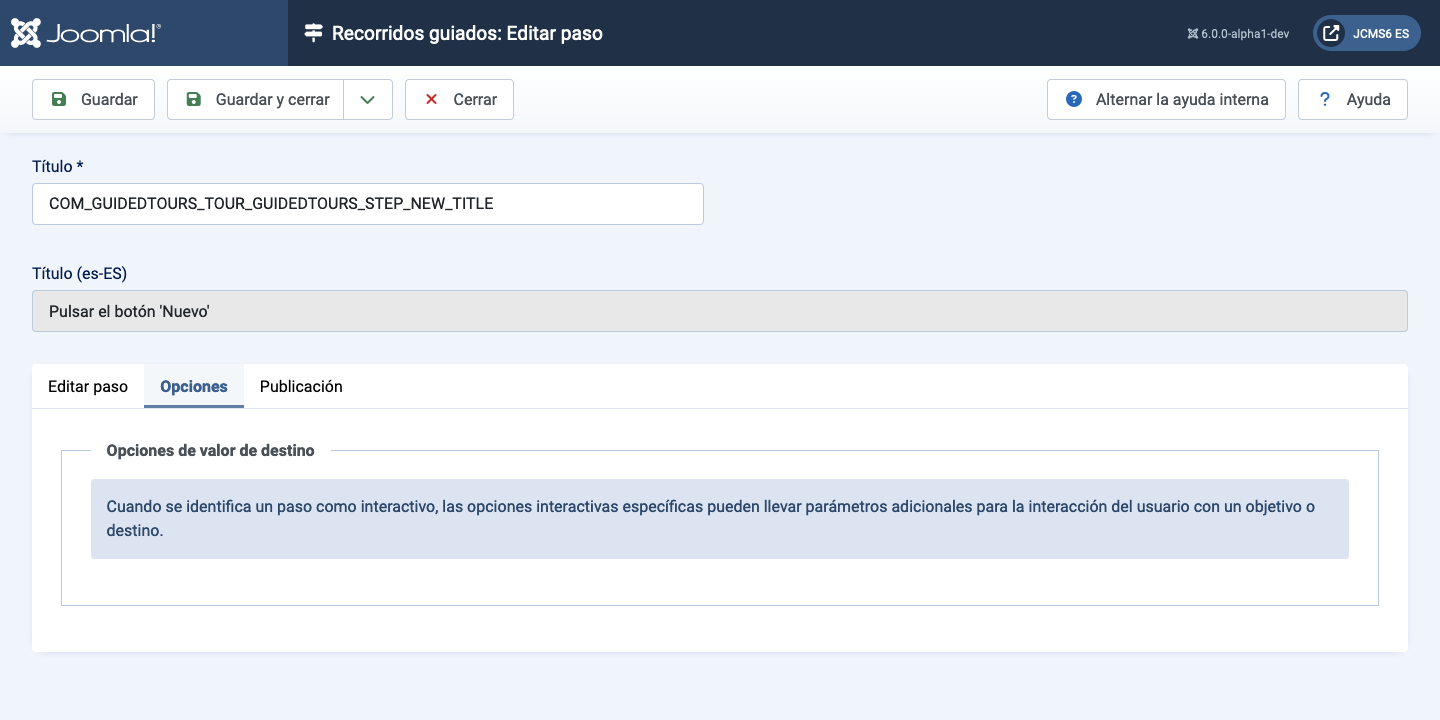 Joomla!®
Recorridos guiados: Editar paso
6.0.0-alpha1-dev
JCMS6 ES
Guardar
Guardar y cerrar
Cerrar
Alternar la ayuda interna
? Ayuda
Título *
COM_GUIDEDTOURS_TOUR_GUIDEDTOURS_STEP_NEW_TITLE
Título (es-ES)
Pulsar el botón 'Nuevo'
Editar paso
Opciones
Publicación
Opciones de valor de destino
Cuando se identifica un paso como interactivo, las opciones interactivas específicas pueden llevar parámetros adicionales para la interacción del usuario con un objetivo o
destino.